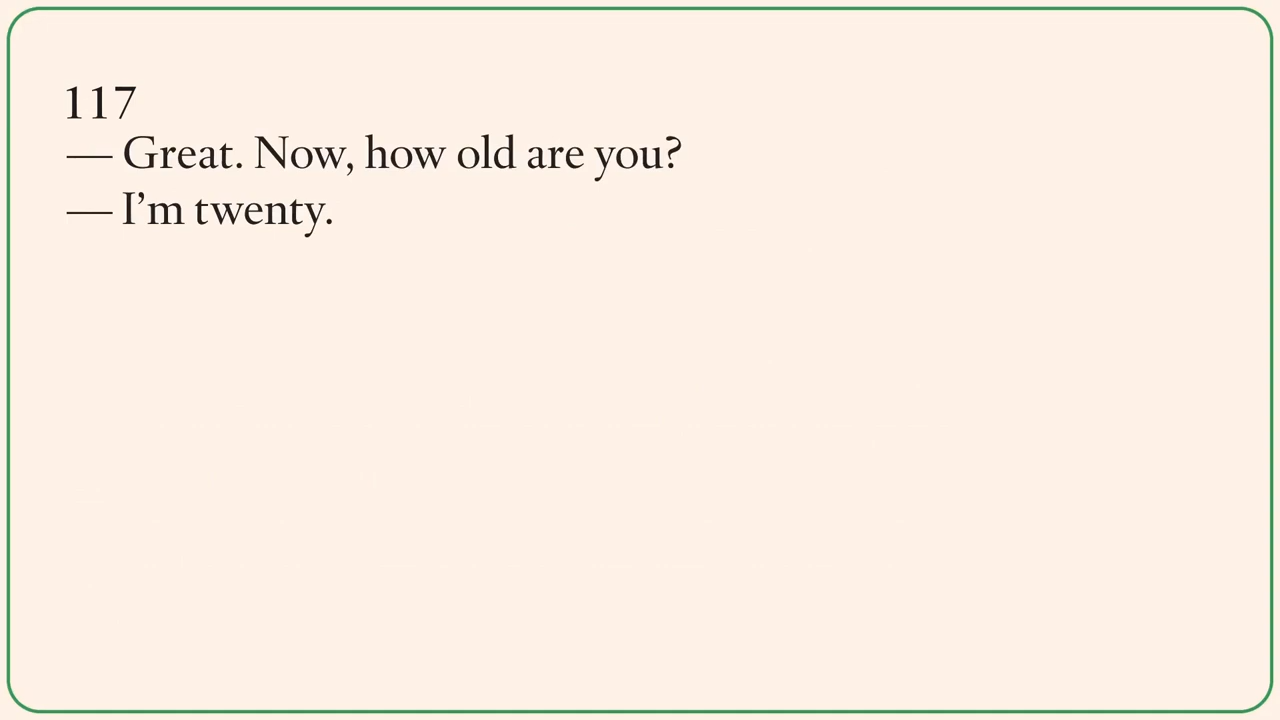 117
— Great. Now, how old are you?
— I’m twenty.